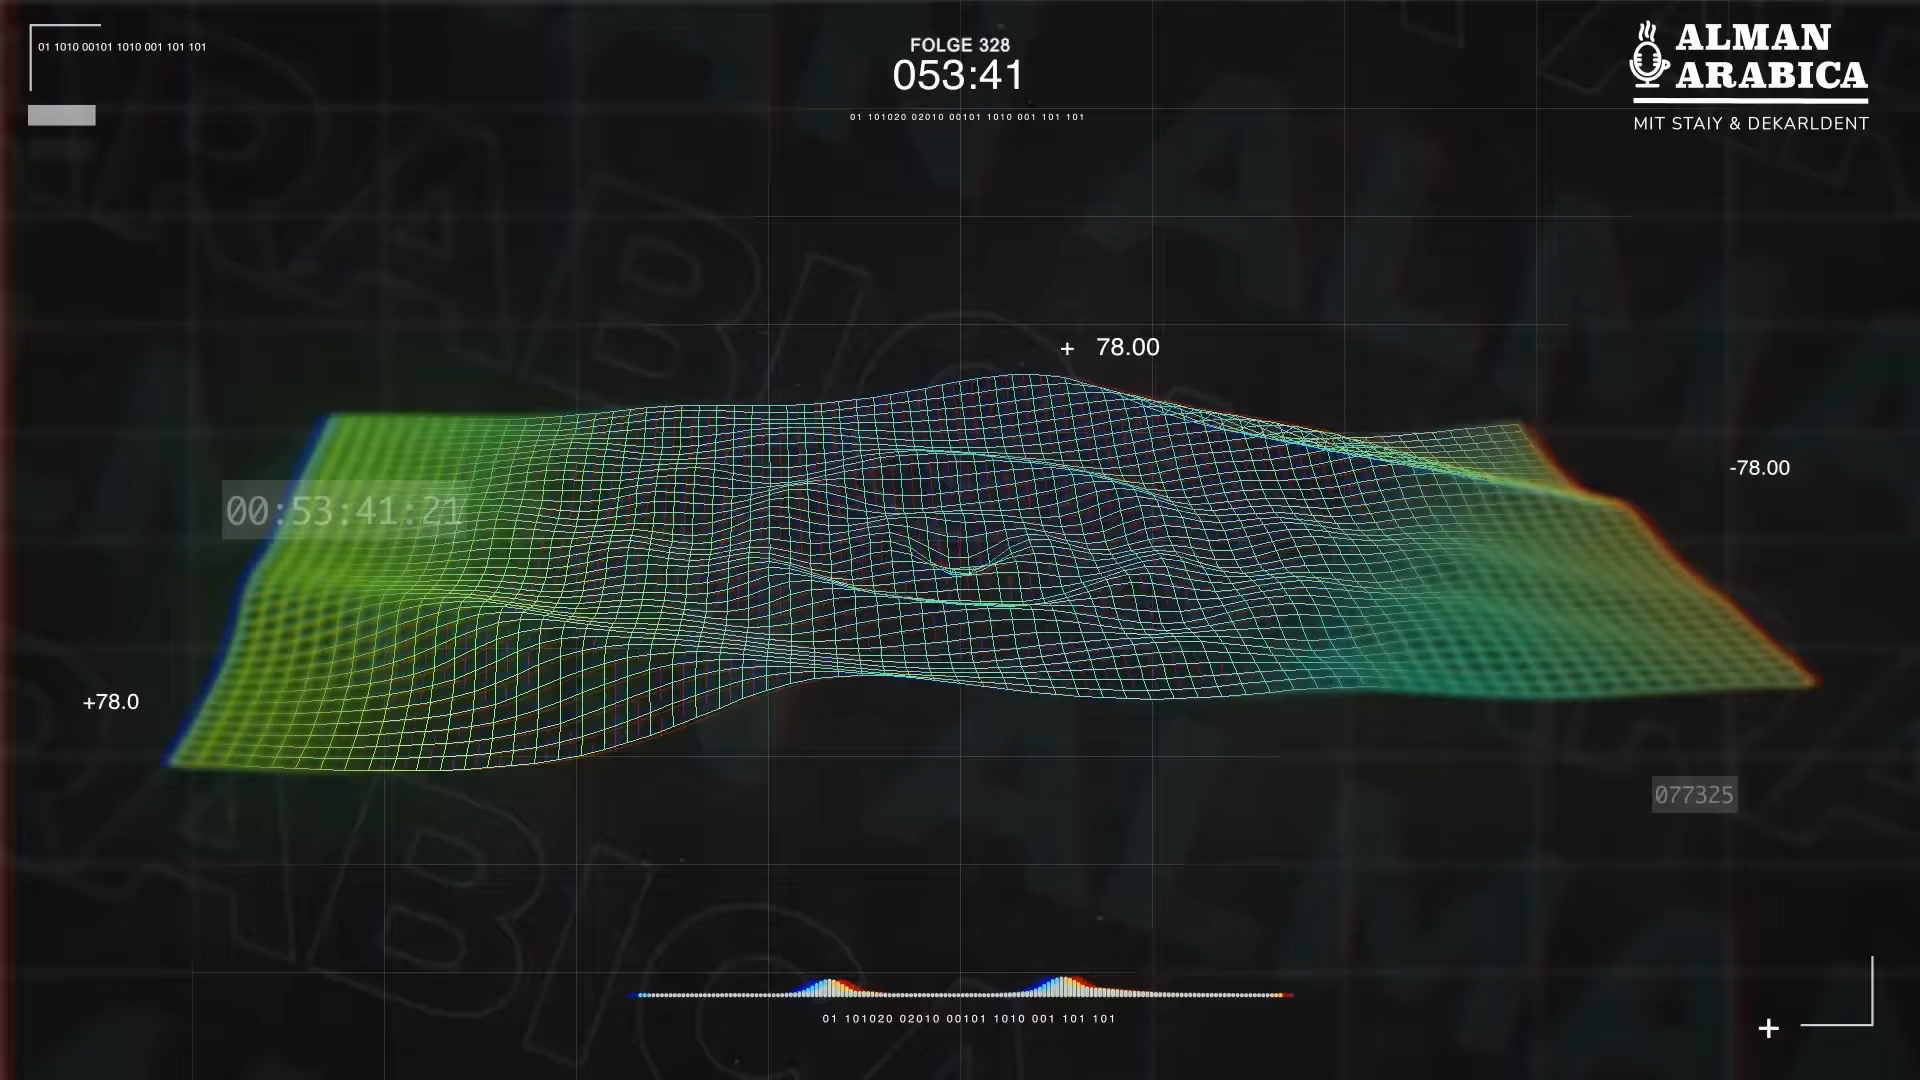 01 1010 00101 1010 001 101 101
FOLGE 328
053:41
01 101020 02010 00101 1010 001 101 101
ALMAN
ARABICA
MIT STAIY & DEKARLDENT
+ 78.00
-78.00
00:53:41:21
+78.0
077325
01 101020 02010 00101 1010 001 101 101
+